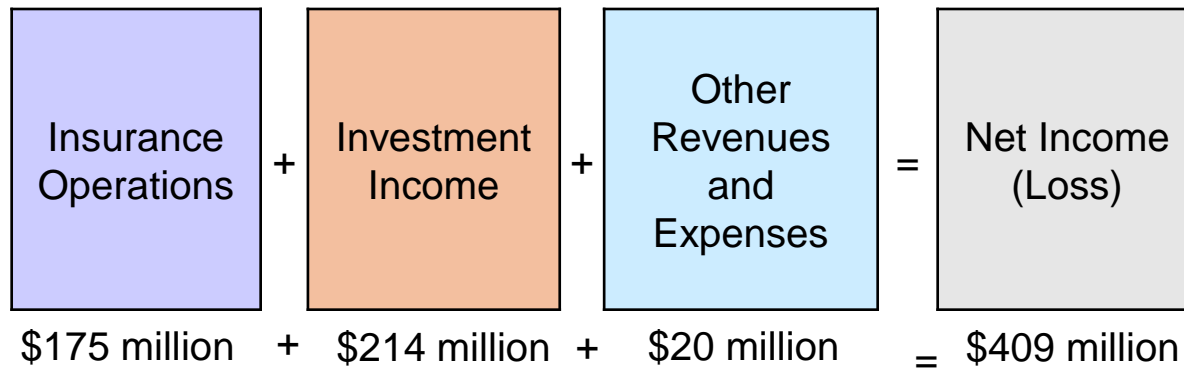 Insurance
Operations
+
Investment
Income
+
Other
Revenues
and
Expenses
=
Net Income
(Loss)
$175 million + $214 million + $20 million = $409 million